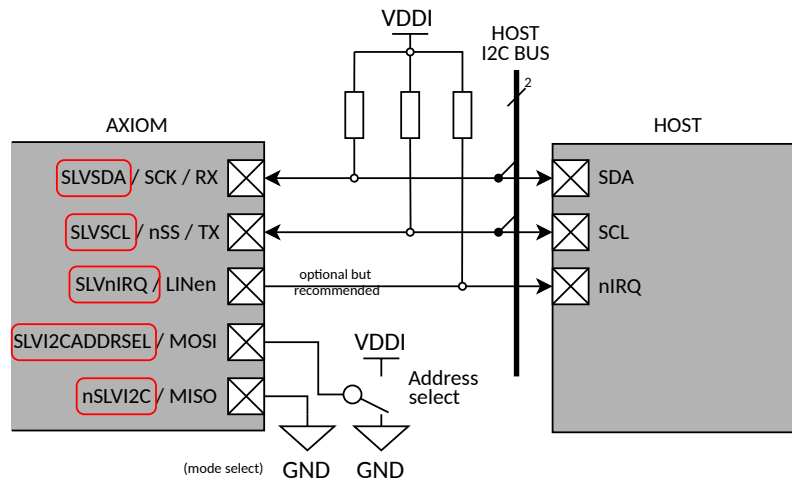 VDDI
HOST
I2C BUS
2
AXIOM
HOST
SLVSDA / SCK / RX
SDA
SLVSCL / nSS / TX
SCL
SLVnIRQ / LINen
optional but
recommended
nIRQ
SLVI2CADDRSEL / MOSI
VDDI
Address
select
nSLVI2C / MISO
(mode select)
GND
GND